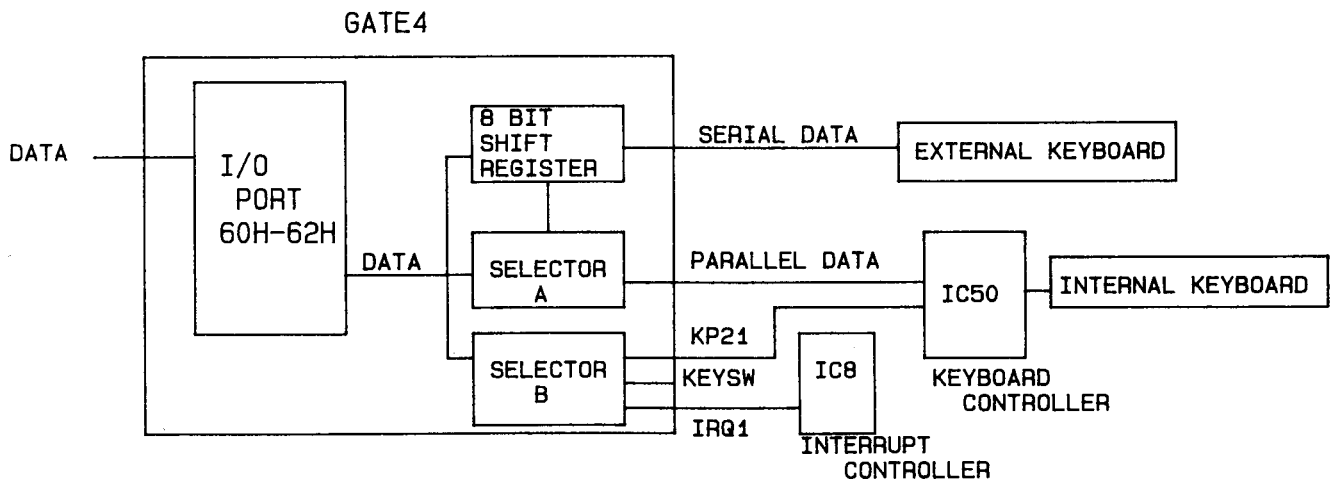 GATE4
DATA
I/O
PORT
60H-62H
DATA
8 BIT
SHIFT
REGISTER
SELECTOR
A
SELECTOR
B
SERIAL DATA
EXTERNAL KEYBOARD
PARALLEL DATA
IC50
INTERNAL KEYBOARD
KP21
KEYSW
IRQ1
IC8
KEYBOARD
CONTROLLER
INTERRUPT
CONTROLLER